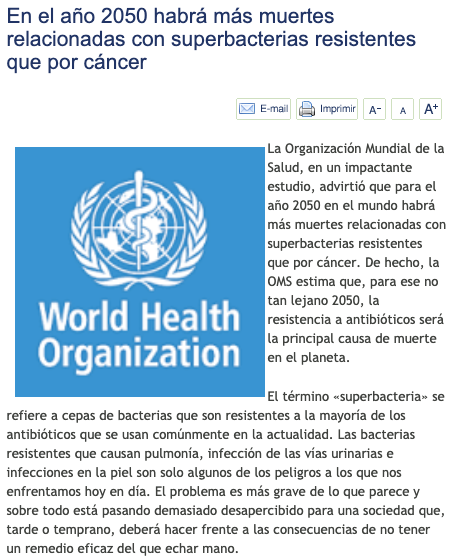 En el año 2050 habrá más muertes
relacionadas con superbacterias resistentes
que por cáncer
E-mail Imprimir A- A A+
La Organización Mundial de la
Salud, en un impactante
estudio, advirtió que para el
año 2050 en el mundo habrá
más muertes relacionadas con
superbacterias resistentes
que por cáncer. De hecho, la
OMS estima que, para ese no
tan lejano 2050, la
resistencia a antibióticos será
la principal causa de muerte
en el planeta.
World Health
Organization
El término «superbacteria» se
refiere a cepas de bacterias que son resistentes a la mayoría de los
antibióticos que se usan comúnmente en la actualidad. Las bacterias
resistentes que causan pulmonía, infección de las vías urinarias e
infecciones en la piel son solo algunos de los peligros a los que nos
enfrentamos hoy en día. El problema es más grave de lo que parece y
sobre todo está pasando demasiado desapercibido para una sociedad que,
tarde o temprano, deberá hacer frente a las consecuencias de no tener
un remedio eficaz del que echar mano.